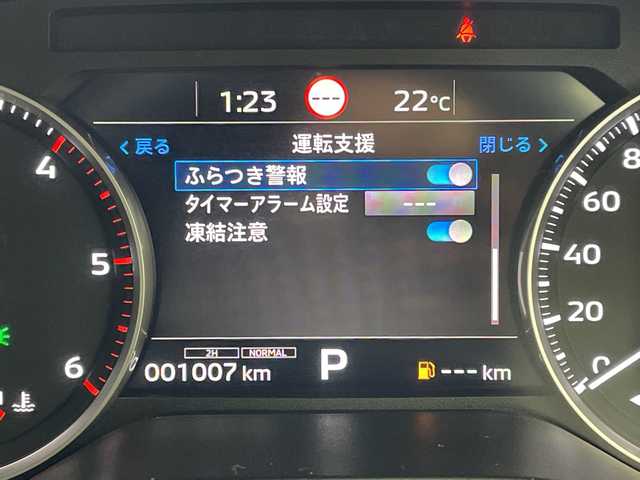 1:23 --- 22°C
戻る 運転支援 閉じる
ふらつき警報
タイマーアラーム設定 ---
凍結注意
2H NORMAL
001007 km P --- km
4
5
6
8
60
40
20
0